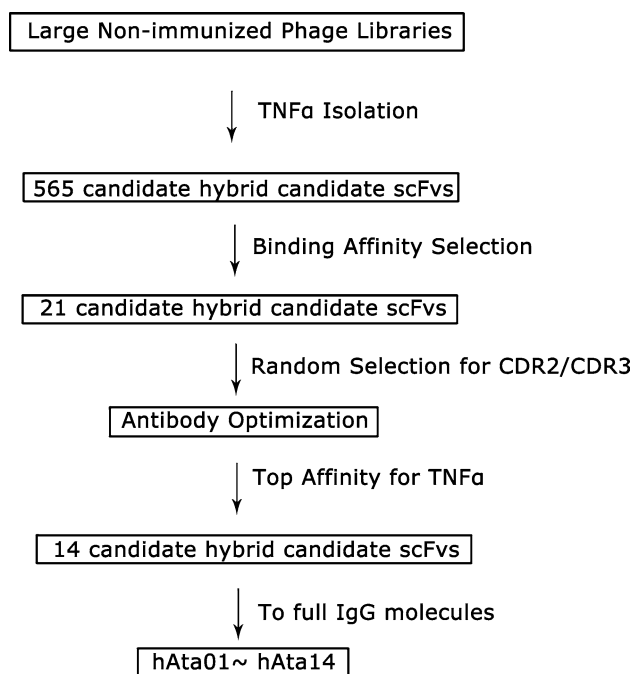 Large Non-immunized Phage Libraries
TNFɑ Isolation
565 candidate hybrid candidate scFvs
Binding Affinity Selection
21 candidate hybrid candidate scFvs
Random Selection for CDR2/CDR3
Antibody Optimization
Top Affinity for TNFɑ
14 candidate hybrid candidate scFvs
To full IgG molecules
hAta01~ hAta14